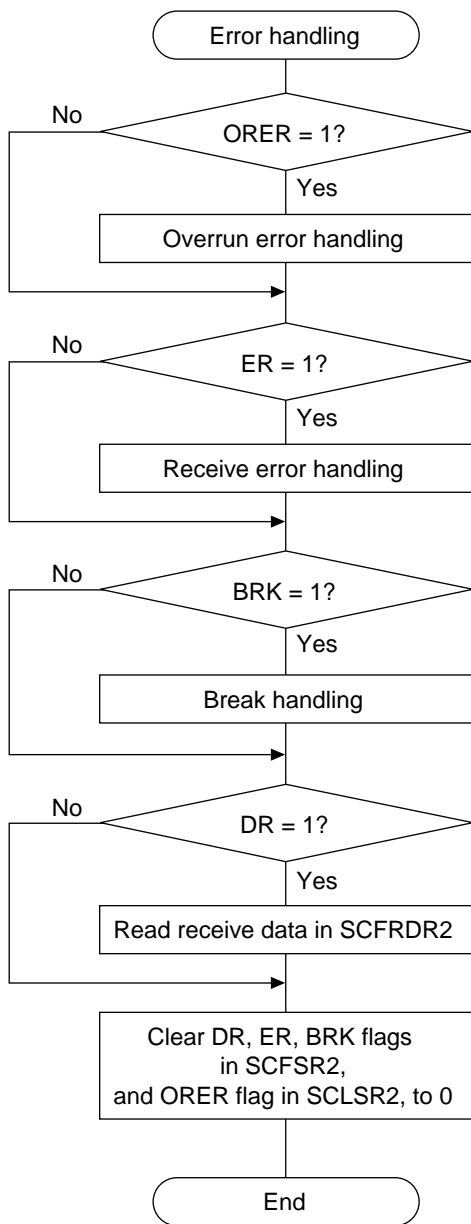 Error handling
No
ORER = 1?
Yes
Overrun error handling
No
ER = 1?
Yes
Receive error handling
No
BRK = 1?
Yes
Break handling
No
DR = 1?
Yes
Read receive data in SCFRDR2
Clear DR, ER, BRK flags
in SCFSR2,
and ORER flag in SCLSR2, to 0
End